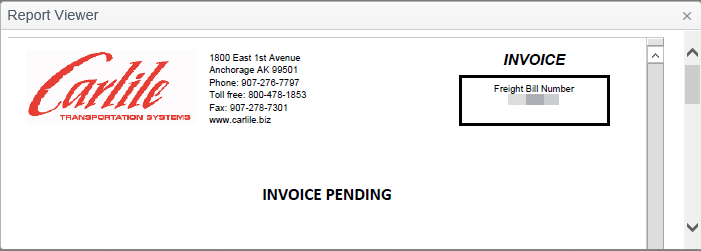 Report Viewer
Carlile
TRANSPORTATION SYSTEMS
1800 East 1st Avenue
Anchorage AK 99501
Phone: 907-276-7797
Toll free: 800-478-1853
Fax: 907-278-7301
www.carlile.biz
INVOICE
Freight Bill Number
INVOICE PENDING